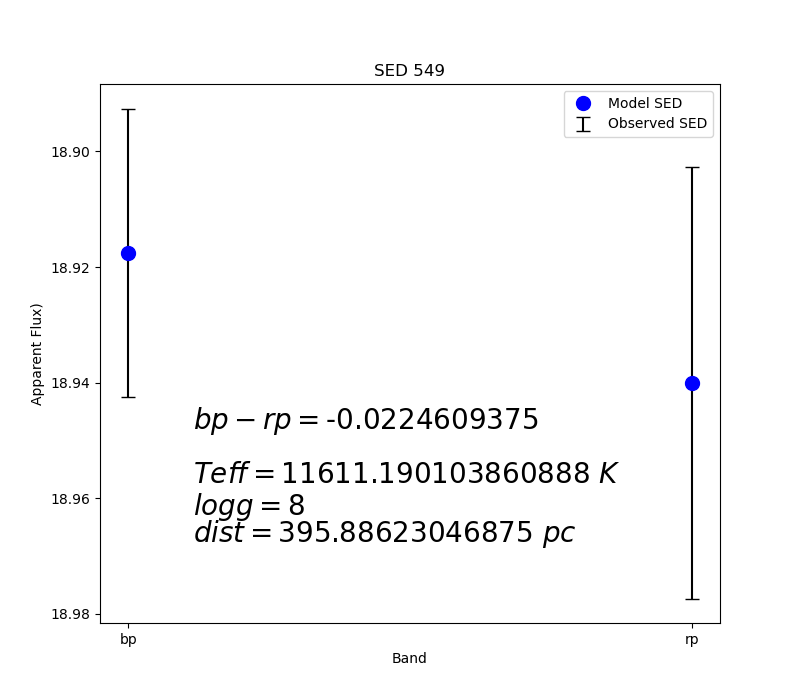 SED 549
Model SED
Observed SED
18.90
18.92
18.94
18.96
18.98
Apparent Flux)
bp − rp = -0.0224609375
Teff = 11611.190103860888 K
logg = 8
dist = 395.88623046875 pc
bp
rp
Band